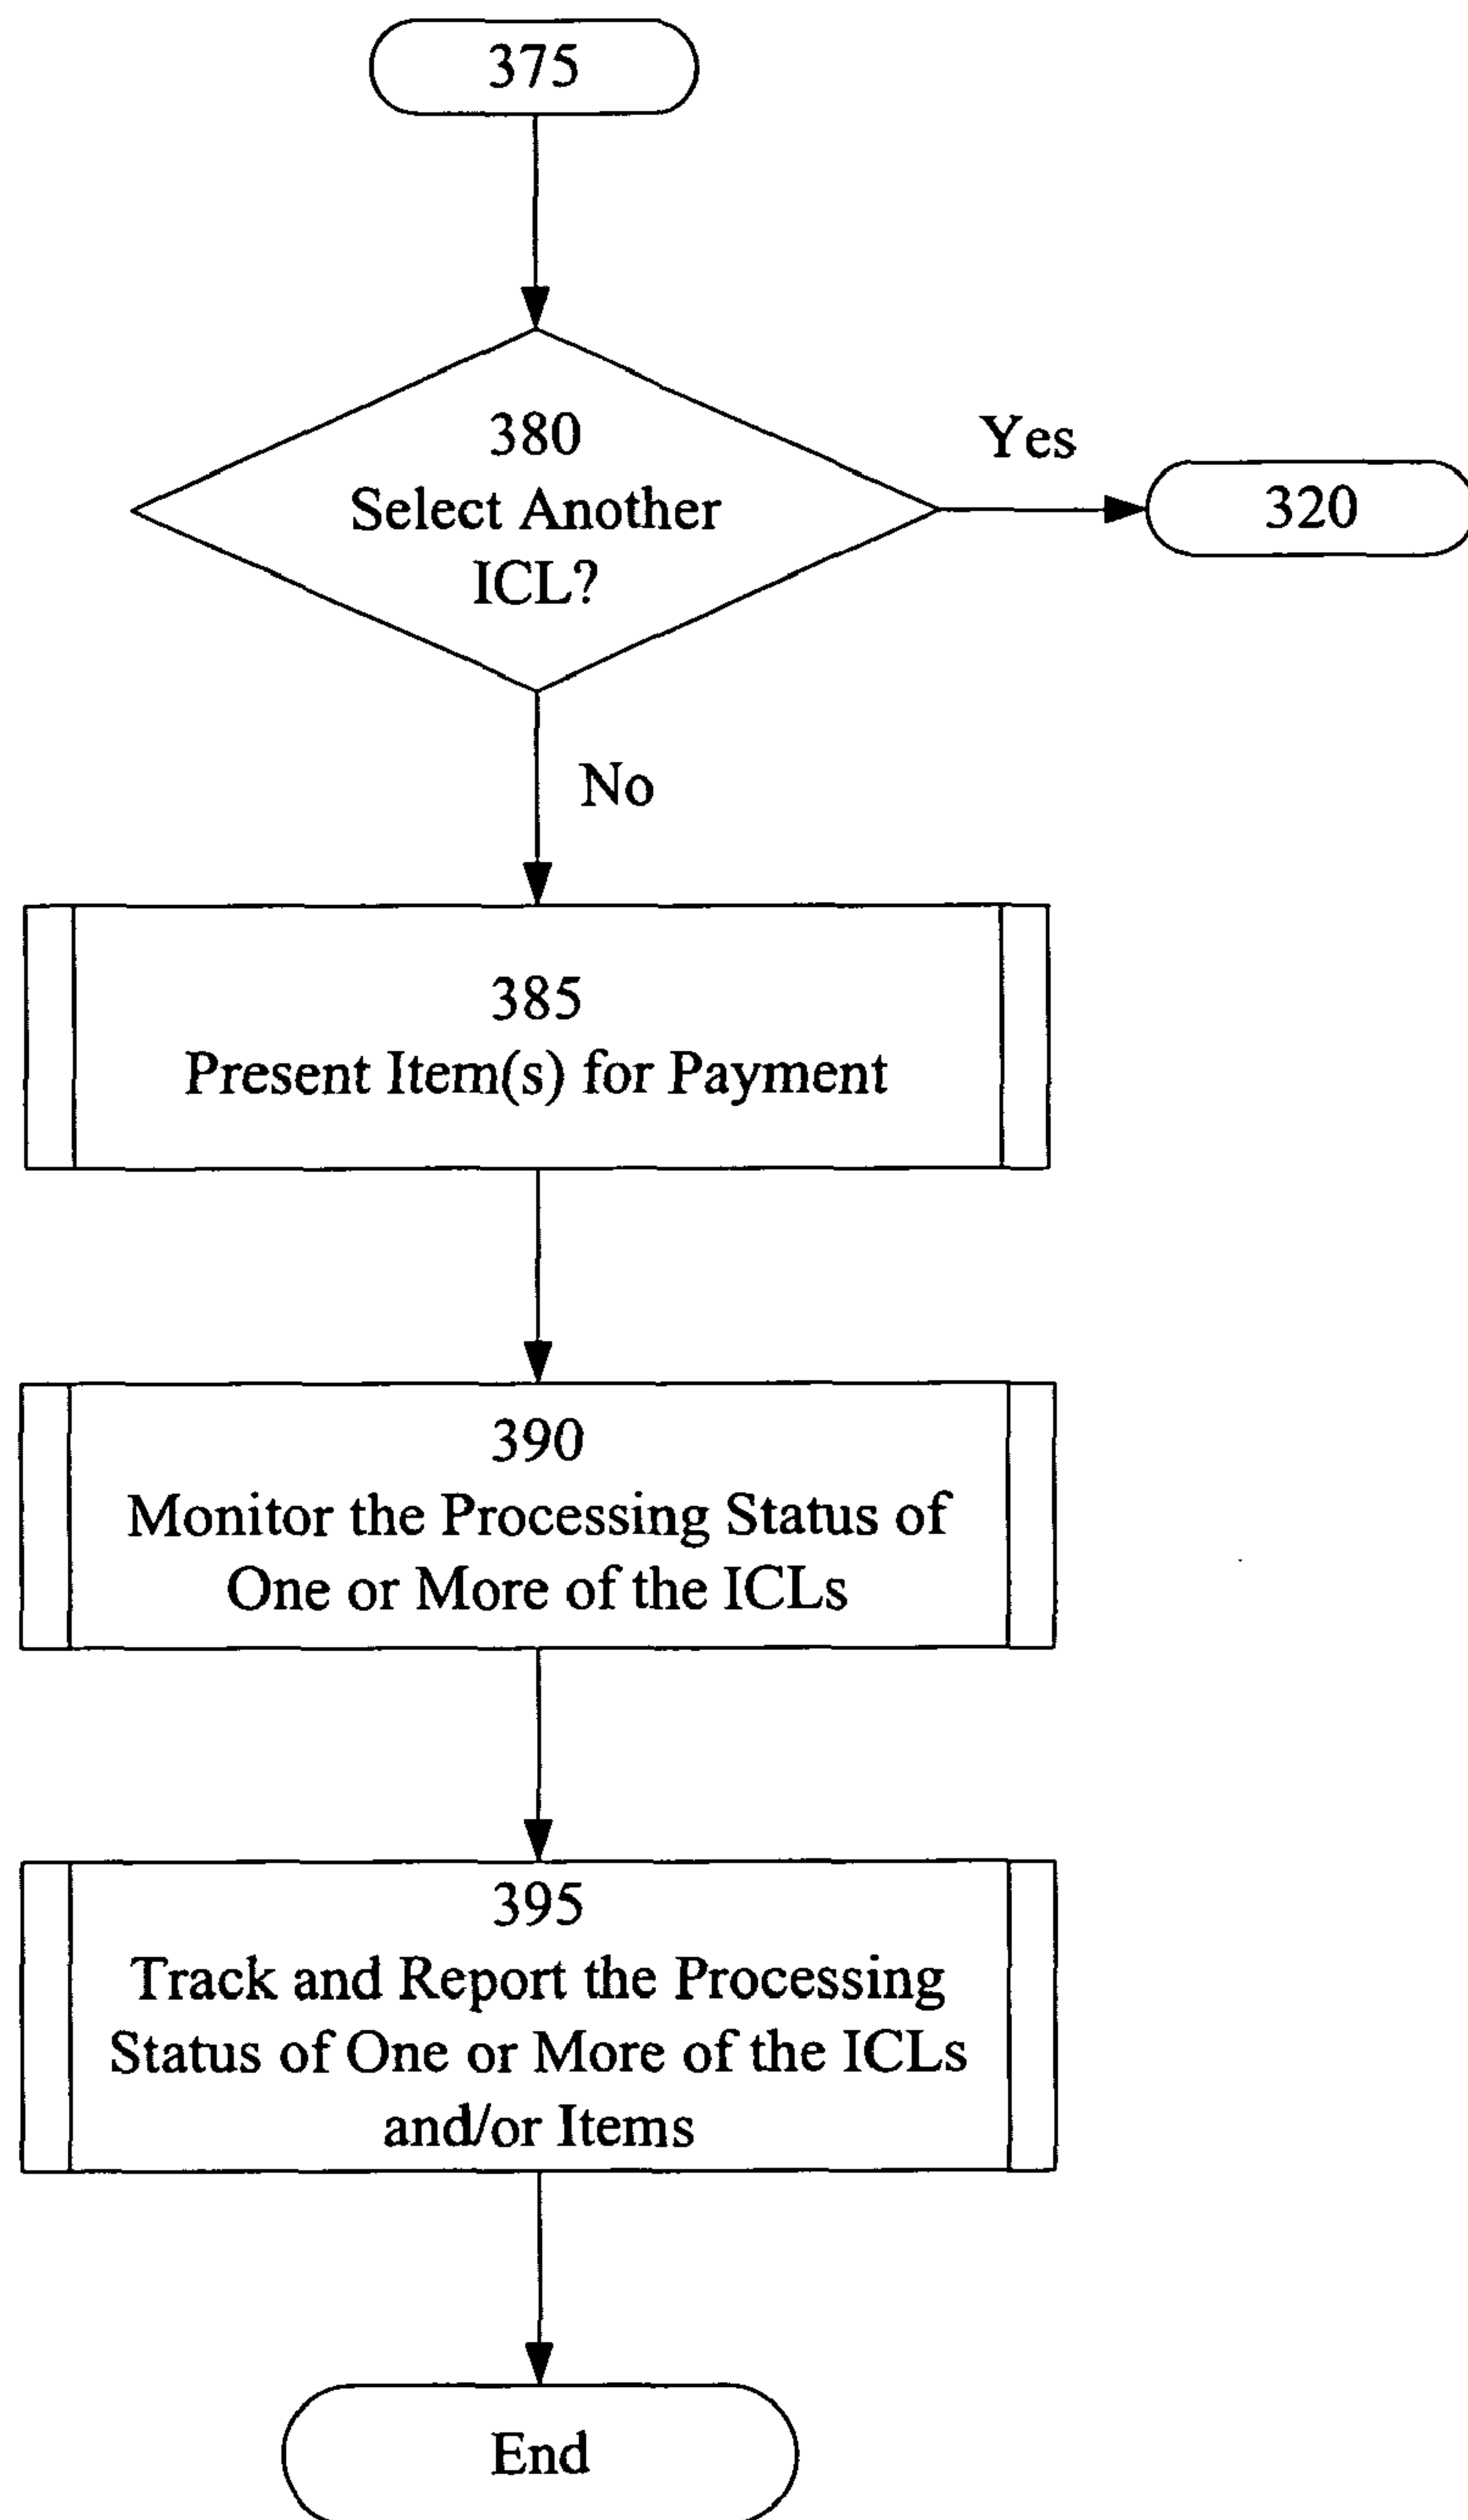 375
380
Select Another
ICL?
Yes
320
No
385
Present Item(s) for Payment
390
Monitor the Processing Status of
One or More of the ICLs
395
Track and Report the Processing
Status of One or More of the ICLs
and/or Items
End